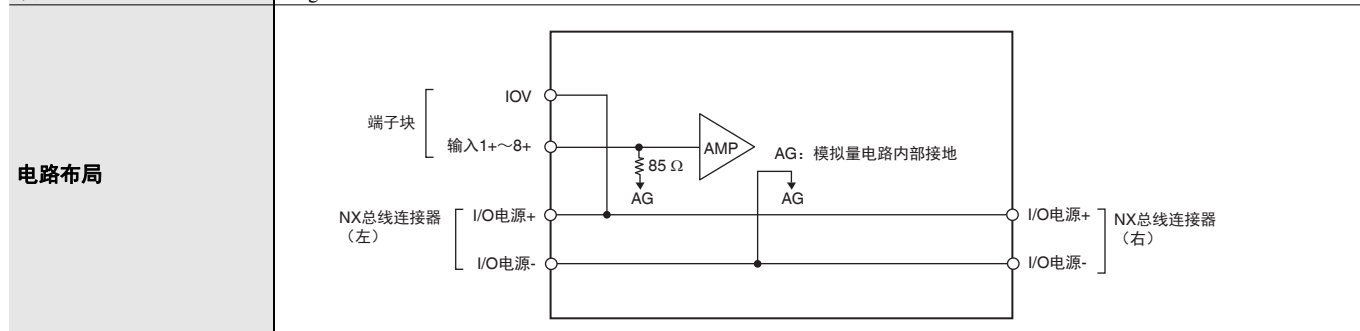 电路布局
端子块
IOV
输入1+～8+
85 Ω
AG
AMP
AG：模拟量电路内部接地
AG
NX总线连接器
（左）
I/O电源+
I/O电源-
I/O电源+
I/O电源-
NX总线连接器
（右）